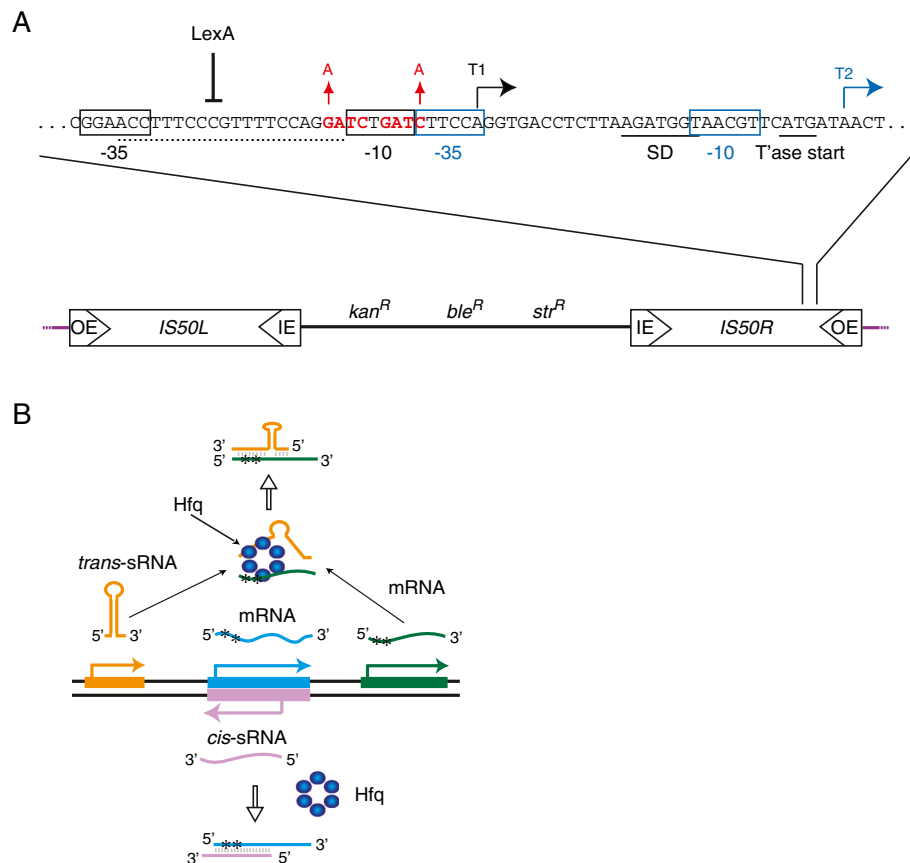 A
LexA
A A T1 T2
...CGGAACCTTTCCCGTTTTCCAGGATCTGATCTTCCAGGTGACCTCTTAAGATGGTAACGTTCATGATAACT...
-35 -10 -35 SD -10 T'ase start
kanR bleR strR
OE IS50L IE IE IS50R OE
B
3' 5'
5' ** 3'
Hfq
trans-sRNA
**
mRNA
mRNA
5' 3' 5' ** 3' 5' ** 3'
cis-sRNA
3' 5'
Hfq
5' ** 3'
3' 5'